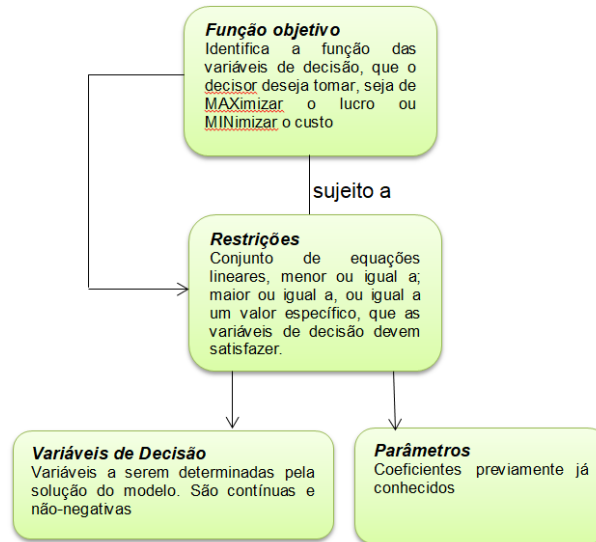 Função objetivo
Identifica a função das
variáveis de decisão, que o
decisor deseja tomar, seja de
MAXimizar o lucro ou
MINimizar o custo
sujeito a
Restrições
Conjunto de equações
lineares, menor ou igual a;
maior ou igual a, ou igual a
um valor específico, que as
variáveis de decisão devem
satisfazer.
Variáveis de Decisão
Variáveis a serem determinadas pela
solução do modelo. São contínuas e
não-negativas
Parâmetros
Coeficientes previamente já
conhecidos